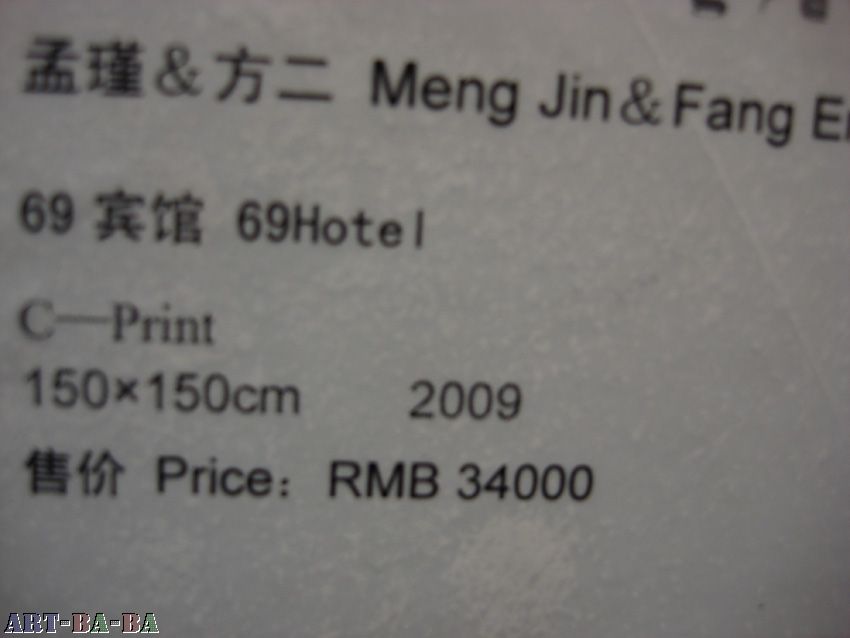 孟瑾&方二 Meng Jin&Fang Er
69 宾馆 69Hotel
C—Print
150×150cm 2009
售价 Price: RMB 34000
ART-BA-BA